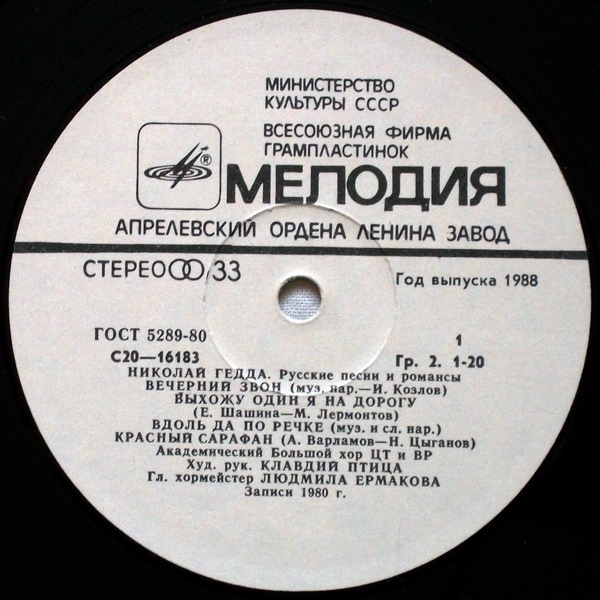 МИНИСТЕРСТВО
КУЛЬТУРЫ СССР
ВСЕСОЮЗНАЯ ФИРМА
ГРАМПЛАСТИНОК
®
МЕЛОДИЯ
АПРЕЛЕВСКИЙ ОРДЕНА ЛЕНИНА ЗАВОД
СТЕРЕО 33 Год выпуска 1988
ГОСТ 5289-80 1
С20—16183 Гр. 2. 1-20
НИКОЛАЙ ГЕДДА. Русские песни и романсы
ВЕЧЕРНИЙ ЗВОН (муз. нар.—И. Козлов)
ВЫХОЖУ ОДИН Я НА ДОРОГУ
(Е. Шашина—М. Лермонтов)
ВДОЛЬ ДА ПО РЕЧКЕ (муз. и сл. нар.)
КРАСНЫЙ САРАФАН (А. Варламов—Н. Цыганов)
Академический Большой хор ЦТ и ВР
Худ. рук. КЛАВДИЙ ПТИЦА
Гл. хормейстер ЛЮДМИЛА ЕРМАКОВА
Записи 1980 г.